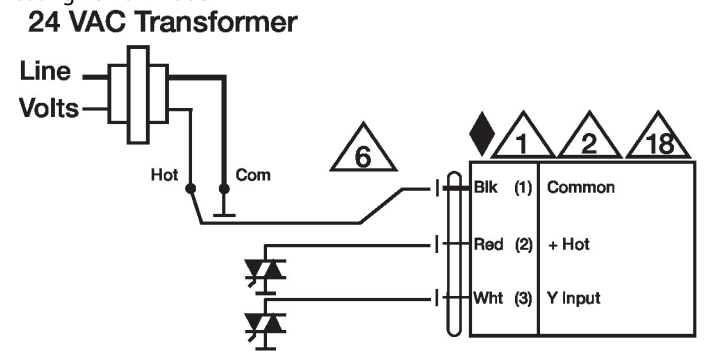 24 VAC Transformer
Line
Volts
Hot
Com
6
1
2
18
Blk (1) Common
Red (2) + Hot
Wht (3) Y Input